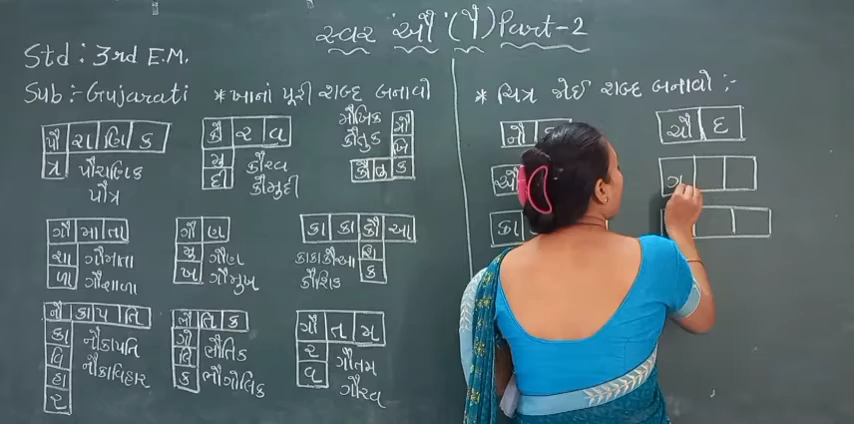 સ્વર 'ઔ' (ૌ) Part-2
Std : 3rd E.M.
Sub :- Gujarati
* ખાનાં પૂરી શબ્દ બનાવો
પૌ રા ણિ ક
ત્ર
પૌરાણિક
પૌત્ર
કૌ ર વ
મુ
દી
કૌરવ
કૌમુદી
મૌખિક
કૌતુક
મૌ
ખિ
કૌ તુ ક
ગૌ મા તા
શા
ળા
ગૌમાતા
ગૌશાળા
ગૌ ણ
મુ
ખ
ગૌણ
ગૌમુખ
કા કા કૌ આ
શિ
ક
કાકાકૌઆ
કૌશિક
નૌ કા પ તિ
કા
વિ
હા
ર
નૌકાપતિ
નૌકાવિહાર
ભૌ તિ ક
ગો
લિ
ક
ભૌતિક
ભૌગોલિક
ગૌ ત મ
ર
વ
ગૌતમ
ગૌરવ
* ચિત્ર જોઈ શબ્દ બનાવો :-
નૌ
ઔ
કા
ચૌ દ